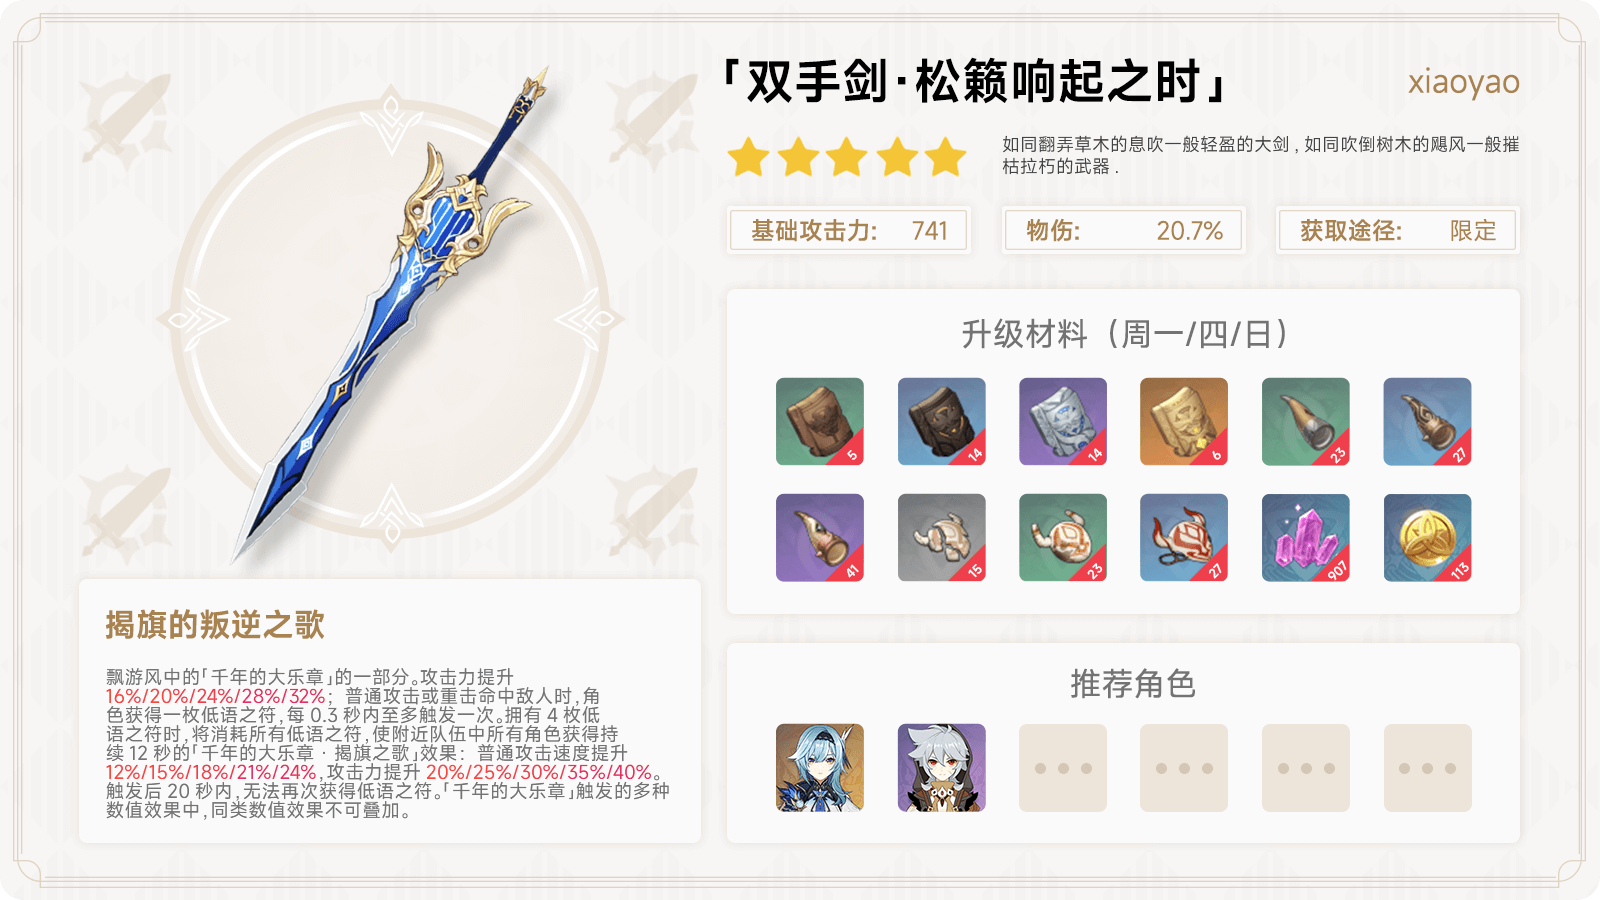 「双手剑·松籁响起之时」
xiaoyao
如同翻弄草木的息吹一般轻盈的大剑，如同吹倒树木的飓风一般摧
枯拉朽的武器．
基础攻击力: 741
物伤: 20.7%
获取途径: 限定
升级材料（周一/四/日）
5
14
14
6
23
27
41
15
23
27
907
113
揭旗的叛逆之歌
飘游风中的「千年的大乐章」的一部分。攻击力提升
16%/20%/24%/28%/32%；普通攻击或重击命中敌人时,角
色获得一枚低语之符,每 0.3 秒内至多触发一次。拥有 4 枚低
语之符时,将消耗所有低语之符,使附近队伍中所有角色获得持
续 12 秒的「千年的大乐章 · 揭旗之歌」效果：普通攻击速度提升
12%/15%/18%/21%/24%,攻击力提升 20%/25%/30%/35%/40%。
触发后 20 秒内,无法再次获得低语之符。「千年的大乐章」触发的多种
数值效果中,同类数值效果不可叠加。
推荐角色